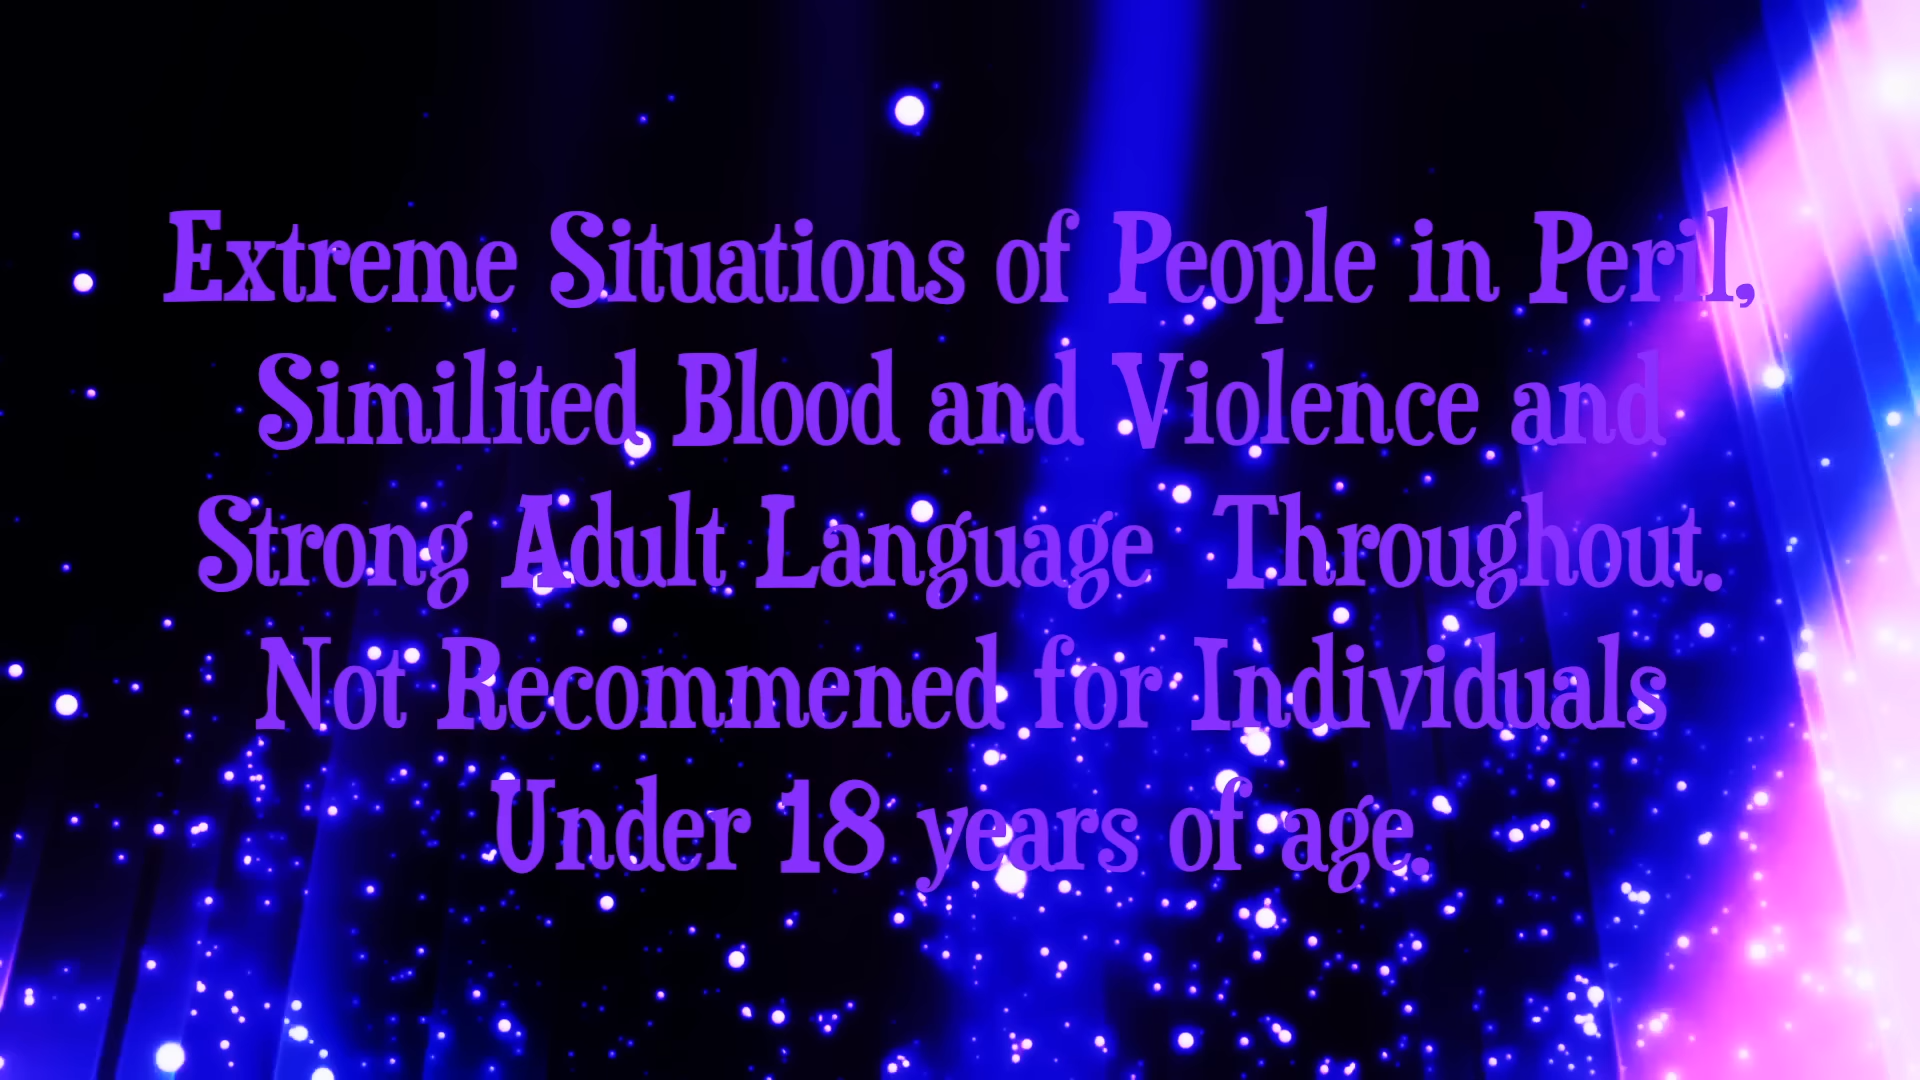 Extreme Situations of People in Peril,
Similited Blood and Violence and
Strong Adult Language Throughout.
Not Recommened for Individuals
Under 18 years of age.